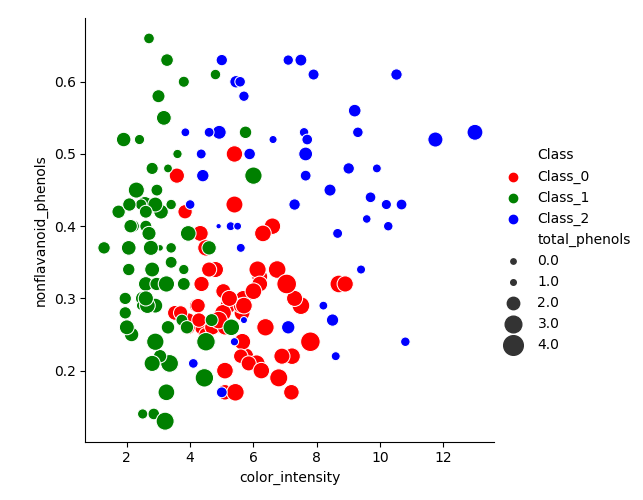 0.6
0.5
0.4
0.3
0.2
nonflavanoid_phenols
2 4 6 8 10 12
color_intensity
Class
Class_0
Class_1
Class_2
total_phenols
0.0
1.0
2.0
3.0
4.0